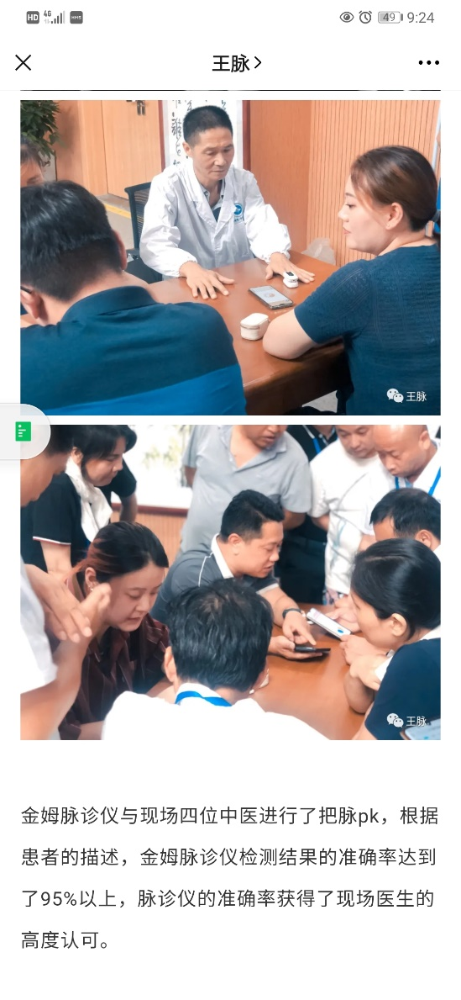 HD 4G HMS 49 9:24
王脉
王脉
王脉
金姆脉诊仪与现场四位中医进行了把脉pk，根据
患者的描述，金姆脉诊仪检测结果的准确率达到
了95%以上，脉诊仪的准确率获得了现场医生的
高度认可。